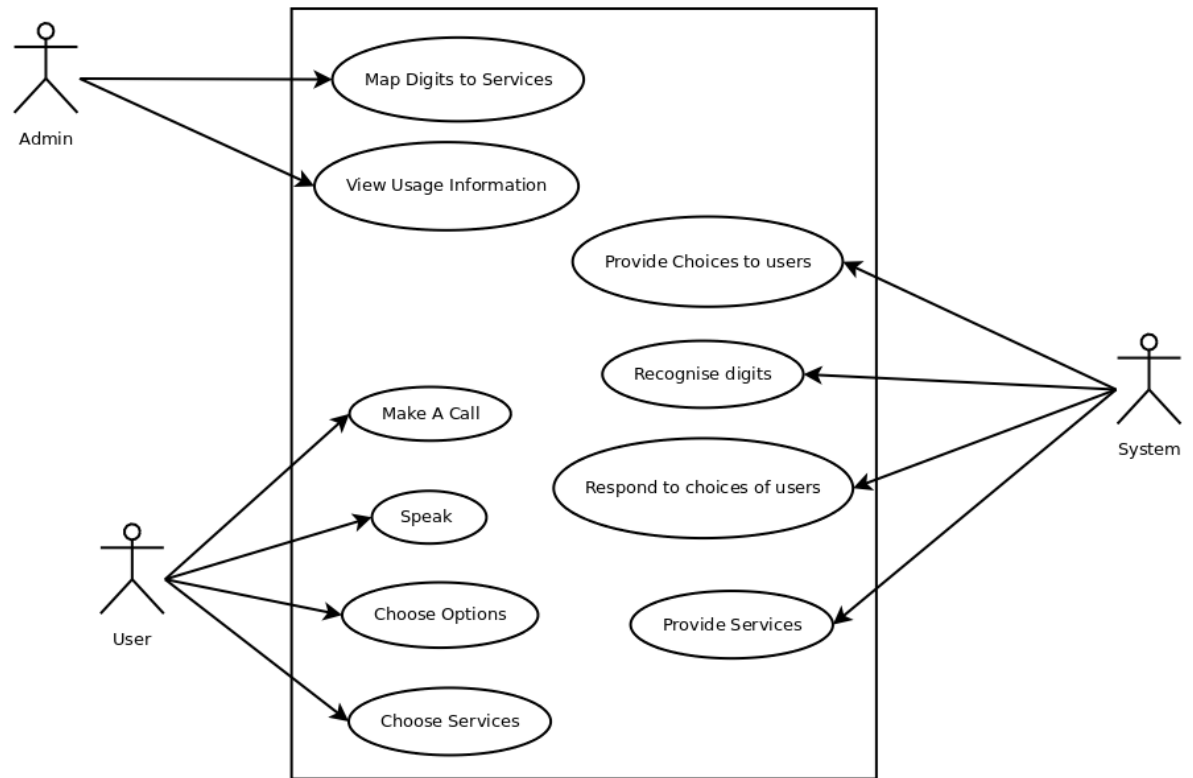 Map Digits to Services
Admin
View Usage Information
Provide Choices to users
Recognise digits
Make A Call
System
Respond to choices of users
Speak
Choose Options
Provide Services
User
Choose Services